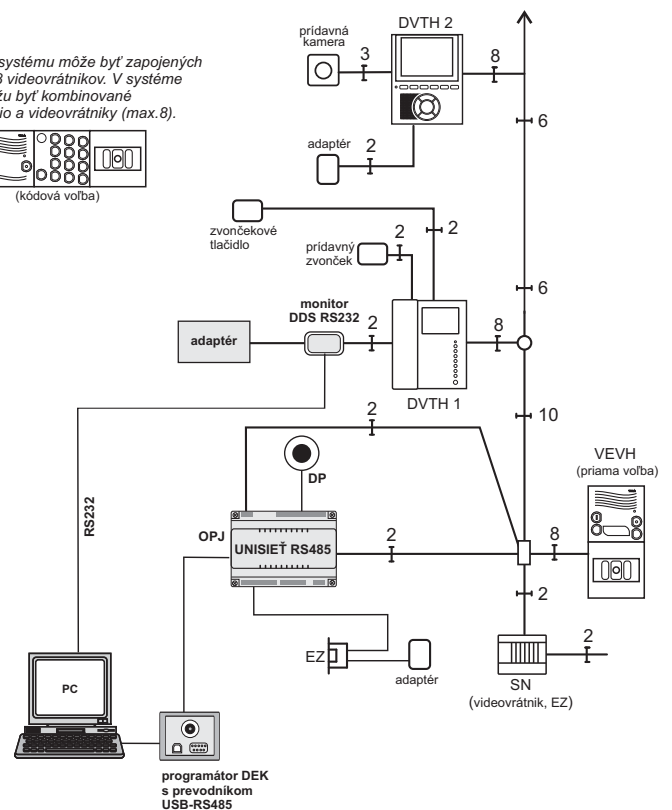 DVTH 2
prídavná
kamera
3
8
systému môže byť zapojených
8 videovrátnikov. V systéme
žu byť kombinované
io a videovrátniky (max.8).
6
adaptér
2
(kódová voľba)
zvončekové
tlačidlo
2
prídavný
zvonček
2
6
monitor
DDS RS232
adaptér
2
8
DVTH 1
10
2
VEVH
(priama voľba)
DP
RS232
OPJ
UNISIEŤ RS485
2
8
2
EZ
adaptér
SN
(videovrátnik, EZ)
2
PC
programátor DEK
s prevodníkom
USB-RS485